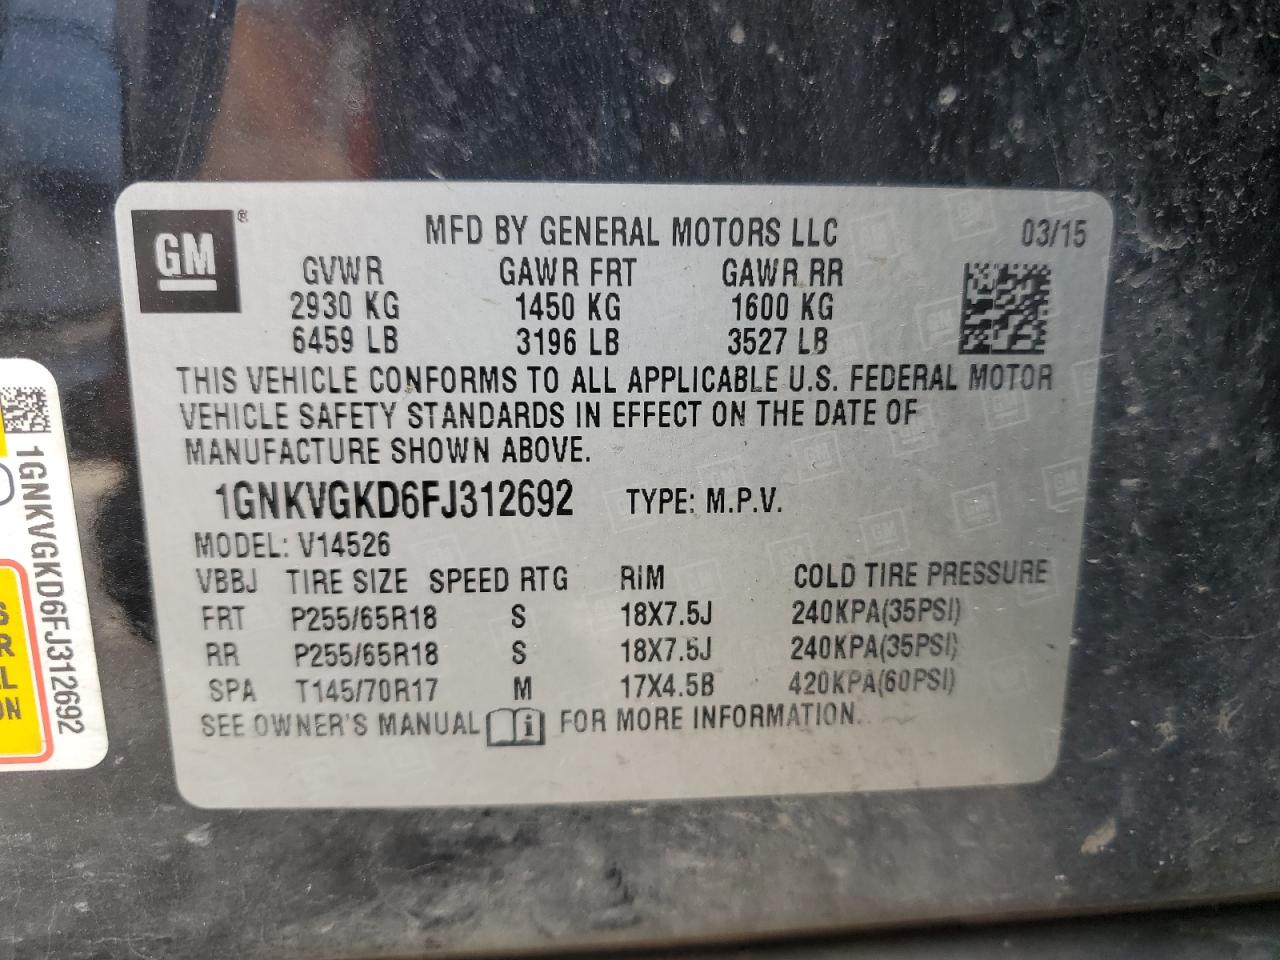 GM ®
MFD BY GENERAL MOTORS LLC 03/15
GVWR GAWR FRT GAWR RR
2930 KG 1450 KG 1600 KG
6459 LB 3196 LB 3527 LB
THIS VEHICLE CONFORMS TO ALL APPLICABLE U.S. FEDERAL MOTOR
VEHICLE SAFETY STANDARDS IN EFFECT ON THE DATE OF
MANUFACTURE SHOWN ABOVE.
1GNKVGKD6FJ312692 TYPE: M.P.V.
MODEL: V14526
VBBJ TIRE SIZE SPEED RTG RIM COLD TIRE PRESSURE
FRT P255/65R18 S 18X7.5J 240KPA(35PSI)
RR P255/65R18 S 18X7.5J 240KPA(35PSI)
SPA T145/70R17 M 17X4.5B 420KPA(60PSI)
SEE OWNER'S MANUAL i FOR MORE INFORMATION.
1GNKVGKD6FJ312692